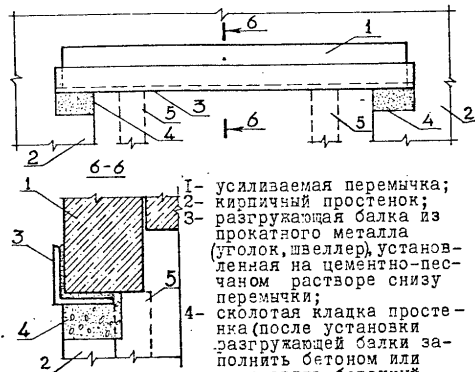 6
1
5
3
4
6
5
4
2
2
6-6
1
3
4
2
5
1- усиливаемая перемычка;
2- кирпичный простенок;
3- разгружающая балка из
прокатного металла
(уголок, швеллер), установ-
ленная на цементно-пес-
чаном растворе снизу
перемычки;
4- сколотая кладка просте-
нка (после установки
разгружающей балки за-
полнить бетоном или